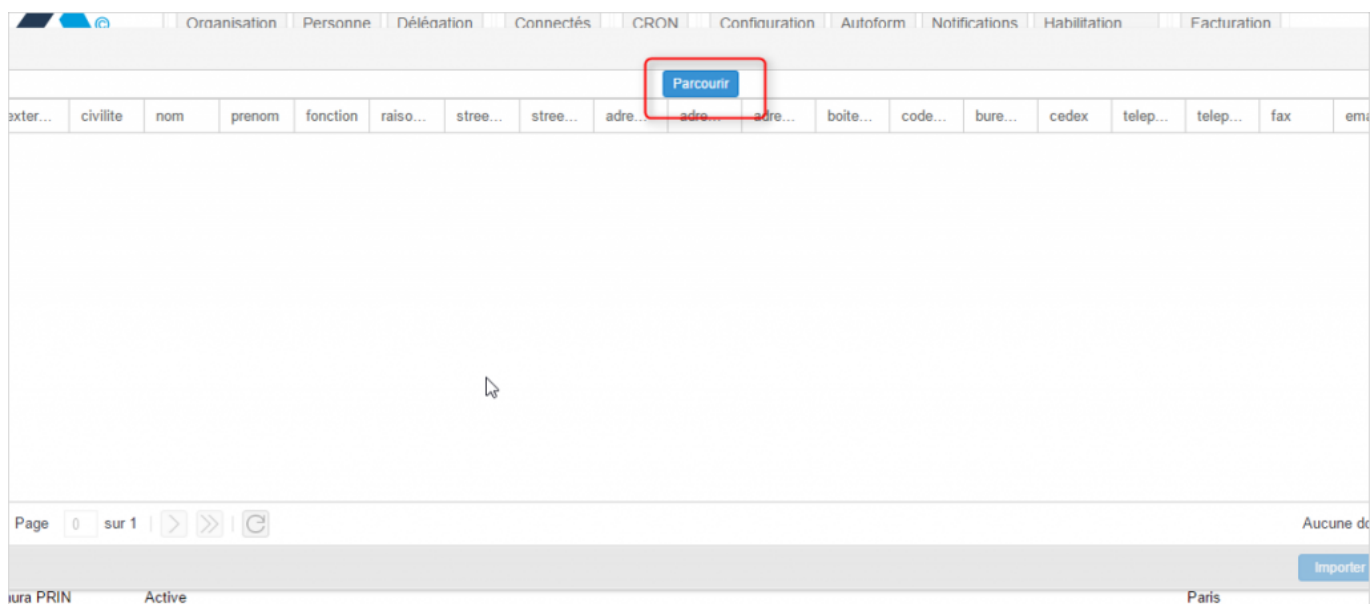 © Organisation Personne Délégation Connectés CRON Configuration Autoform Notifications Habilitation Facturation
Parcourir
exter... civilite nom prenom fonction raiso... stree... stree... adre... adre... adre... boite... code... bure... cedex telep... telep... fax ema
Page 0 sur 1 Aucune do
Importer
ura PRIN Active Paris